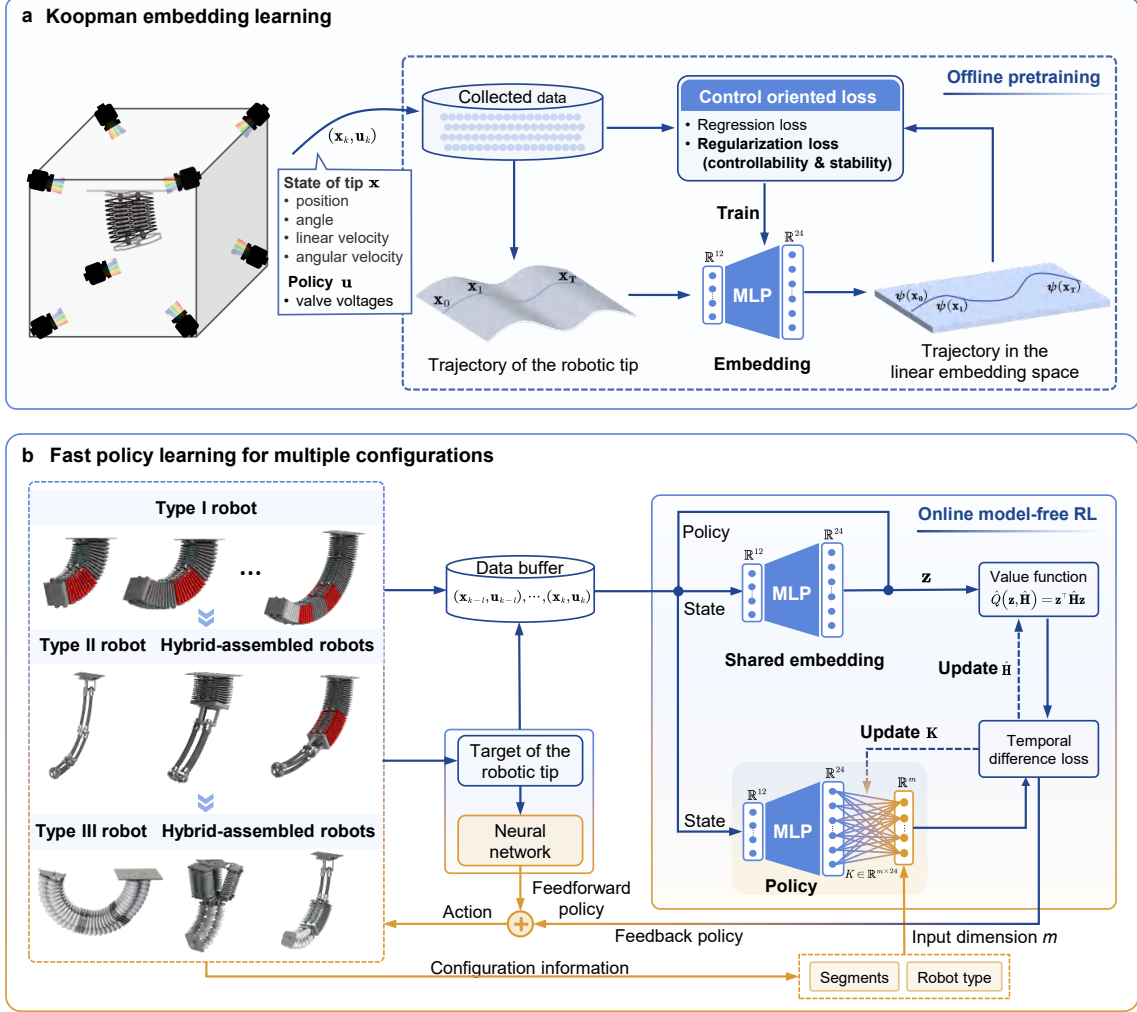 a Koopman embedding learning
Offline pretraining
Collected data
(𝐱ₖ,𝐮ₖ)
Control oriented loss
• Regression loss
• Regularization loss
(controllability & stability)
State of tip 𝐱
• position
• angle
• linear velocity
• angular velocity
Policy 𝐮
• valve voltages
Train
ℝ¹²
ℝ²⁴
MLP
𝐱₀
𝐱₁
𝐱_T
ψ(𝐱₀)
ψ(𝐱₁)
ψ(𝐱_T)
Trajectory of the robotic tip
Embedding
Trajectory in the
linear embedding space
b Fast policy learning for multiple configurations
Type I robot
...
Type II robot
Hybrid-assembled robots
Type III robot
Hybrid-assembled robots
Data buffer
(𝐱ₖ₋ₗ,𝐮ₖ₋ₗ),⋯,(𝐱ₖ,𝐮ₖ)
Target of the
robotic tip
Neural
network
Feedforward
policy
Action
+
Feedback policy
Configuration information
Online model-free RL
Policy
State
ℝ¹²
ℝ²⁴
MLP
Shared embedding
𝐳
Value function
Q̂(𝐳,𝐇̂)=𝐳^⊤𝐇̂𝐳
Update 𝐇̂
Update 𝐊
Temporal
difference loss
State
ℝ¹²
ℝ²⁴
ℝᵐ
MLP
K∈ℝ^{m×24}
Policy
Input dimension m
Segments
Robot type